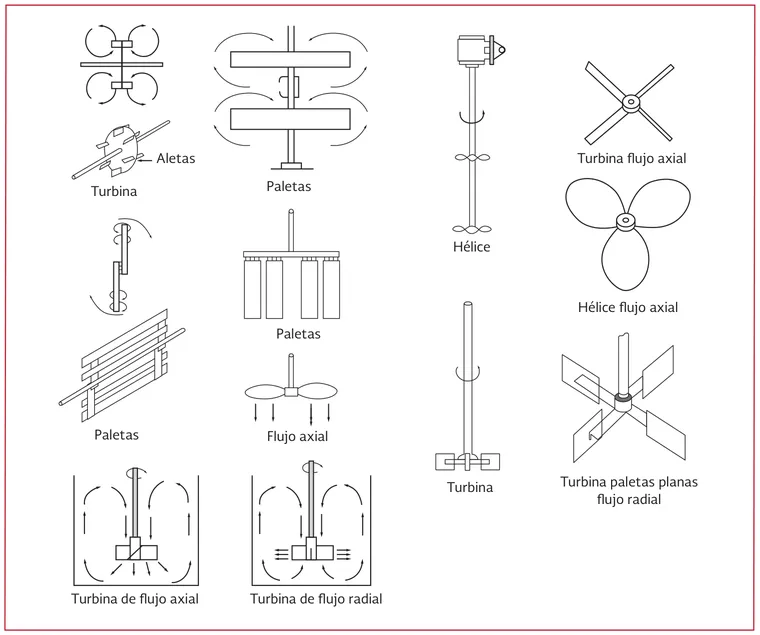 Aletas
Turbina
Paletas
Hélice
Turbina flujo axial
Hélice flujo axial
Paletas
Paletas
Flujo axial
Turbina
Turbina paletas planas
flujo radial
Turbina de flujo axial
Turbina de flujo radial